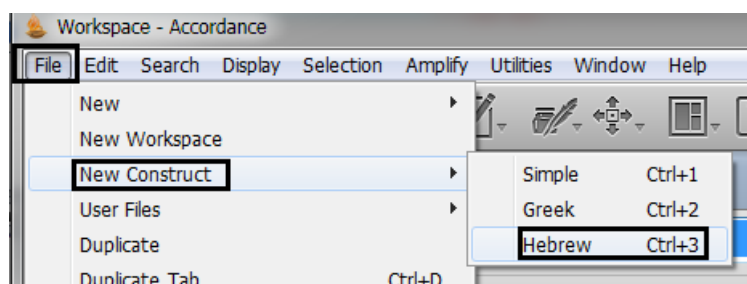 Workspace - Accordance
File Edit Search Display Selection Amplify Utilities Window Help
New
New Workspace
New Construct
Simple Ctrl+1
User Files
Greek Ctrl+2
Duplicate
Hebrew Ctrl+3
Duplicate Tab Ctrl+D